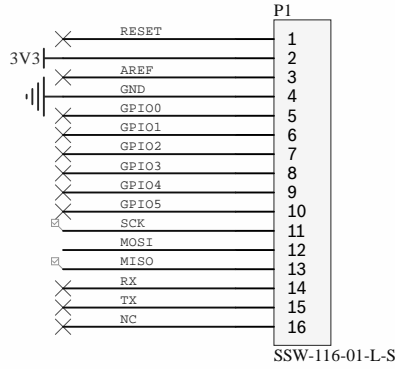 P1
RESET 1
3V3 2
AREF 3
GND 4
GPIO0 5
GPIO1 6
GPIO2 7
GPIO3 8
GPIO4 9
GPIO5 10
SCK 11
MOSI 12
MISO 13
RX 14
TX 15
NC 16
SSW-116-01-L-S